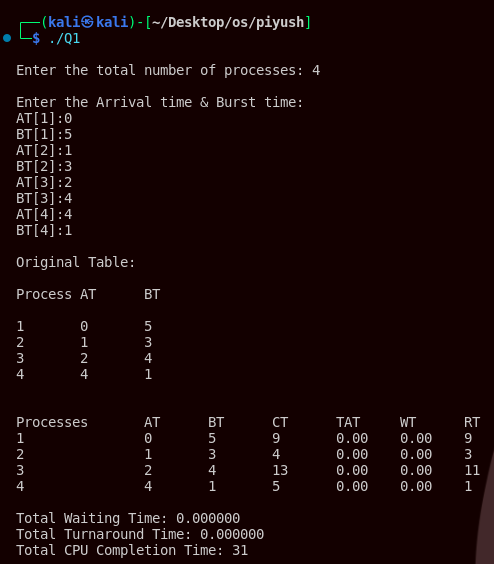 ┌──(kali㉿kali)-[~/Desktop/os/piyush]
└─$ ./Q1
Enter the total number of processes: 4
Enter the Arrival time & Burst time:
AT[1]:0
BT[1]:5
AT[2]:1
BT[2]:3
AT[3]:2
BT[3]:4
AT[4]:4
BT[4]:1
Original Table:
Process AT BT
1 0 5
2 1 3
3 2 4
4 4 1
Processes AT BT CT TAT WT RT
1 0 5 9 0.00 0.00 9
2 1 3 4 0.00 0.00 3
3 2 4 13 0.00 0.00 11
4 4 1 5 0.00 0.00 1
Total Waiting Time: 0.000000
Total Turnaround Time: 0.000000
Total CPU Completion Time: 31